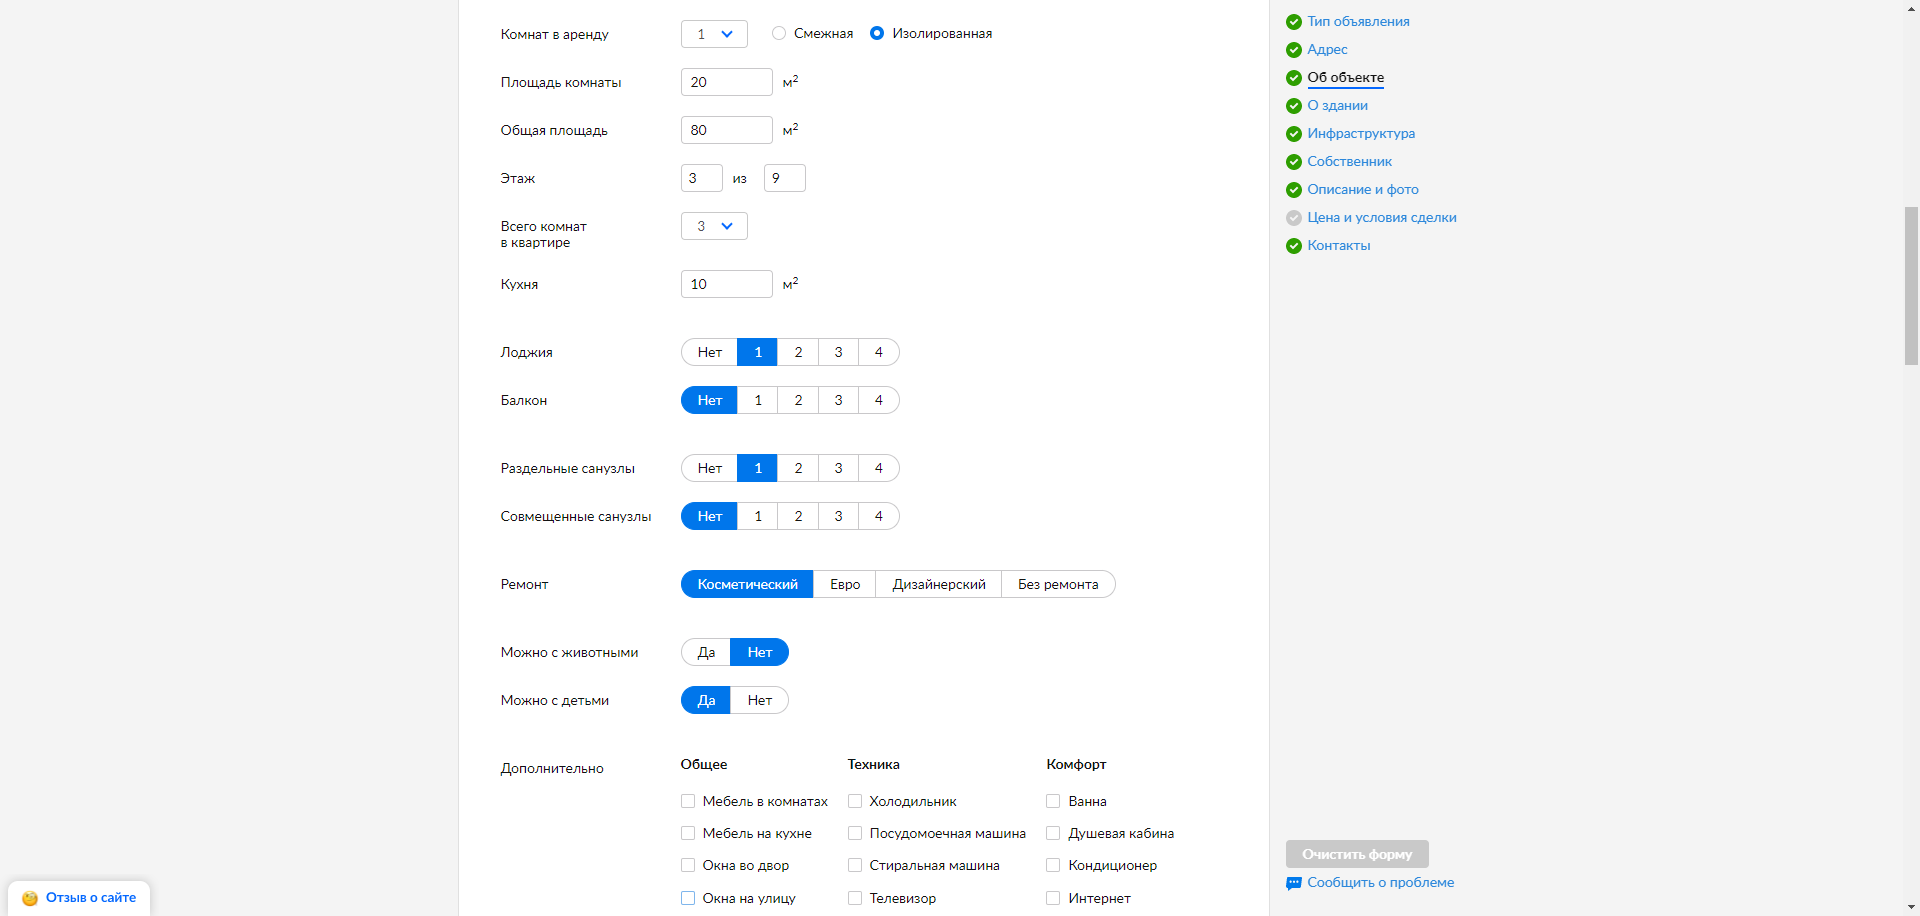 Комнат в аренду 1 Смежная Изолированная
Площадь комнаты 20 м²
Общая площадь 80 м²
Этаж 3 из 9
Всего комнат в квартире 3
Кухня 10 м²
Лоджия Нет 1 2 3 4
Балкон Нет 1 2 3 4
Раздельные санузлы Нет 1 2 3 4
Совмещенные санузлы Нет 1 2 3 4
Ремонт Косметический Евро Дизайнерский Без ремонта
Можно с животными Да Нет
Можно с детьми Да Нет
Дополнительно
Общее
Мебель в комнатах
Мебель на кухне
Окна во двор
Окна на улицу
Техника
Холодильник
Посудомоечная машина
Стиральная машина
Телевизор
Комфорт
Ванна
Душевая кабина
Кондиционер
Интернет
Тип объявления
Адрес
Об объекте
О здании
Инфраструктура
Собственник
Описание и фото
Цена и условия сделки
Контакты
Очистить форму
Сообщить о проблеме
Отзыв о сайте